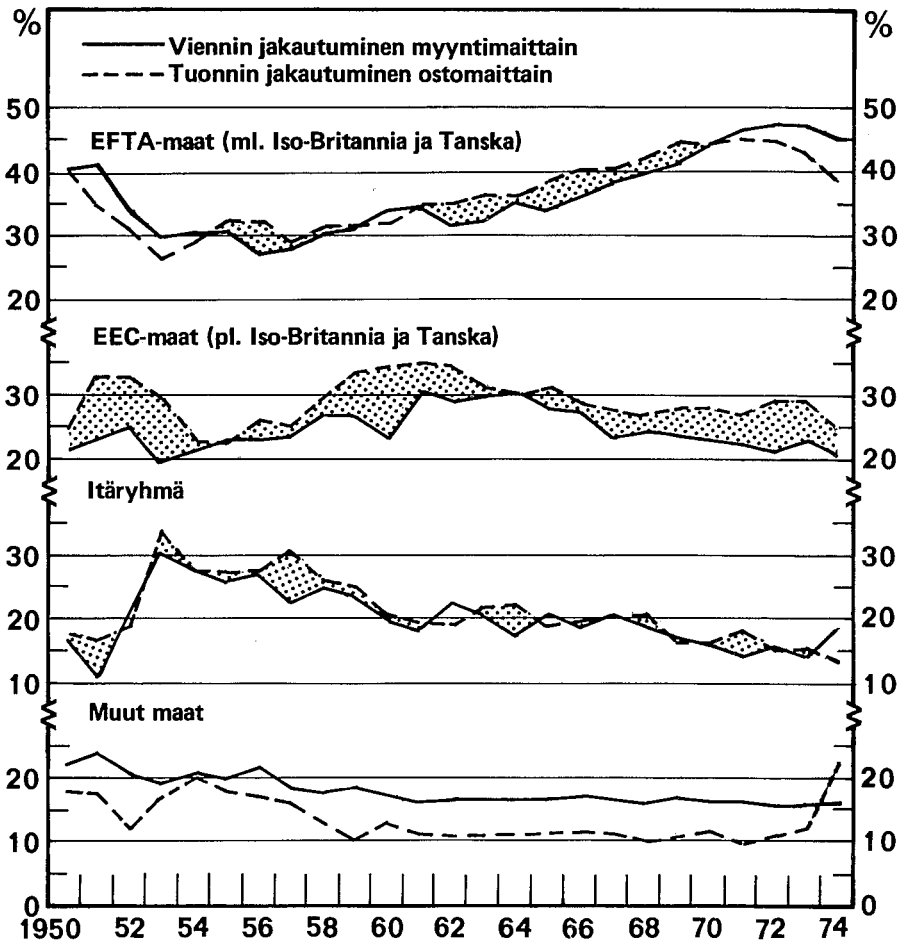 % %
Viennin jakautuminen myyntimaittain
Tuonnin jakautuminen ostomaittain
50 50
EFTA-maat (ml. Iso-Britannia ja Tanska)
40 40
30 30
20 20
EEC-maat (pl. Iso-Britannia ja Tanska)
30 30
20 20
Itäryhmä
30 30
20 20
10 10
Muut maat
20 20
10 10
0 0
1950 52 54 56 58 60 62 64 66 68 70 72 74